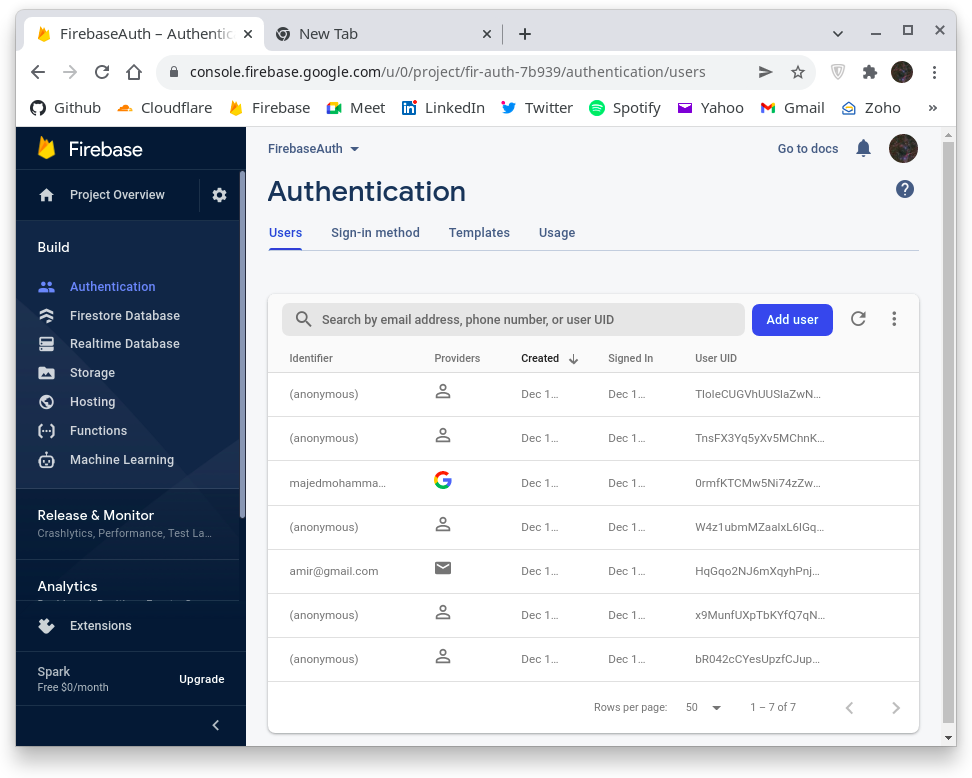 FirebaseAuth – Authentic
New Tab
console.firebase.google.com/u/0/project/fir-auth-7b939/authentication/users
Github Cloudflare Firebase Meet LinkedIn Twitter Spotify Yahoo Gmail Zoho »
Firebase
Project Overview
Build
Authentication
Firestore Database
Realtime Database
Storage
Hosting
Functions
Machine Learning
Release & Monitor
Crashlytics, Performance, Test La...
Analytics
Extensions
Spark
Free $0/month
Upgrade
FirebaseAuth
Go to docs
Authentication
Users Sign-in method Templates Usage
Search by email address, phone number, or user UID
Add user
Identifier Providers Created Signed In User UID
(anonymous) Dec 1... Dec 1... TIoIeCUGVhUUSlaZwN...
(anonymous) Dec 1... Dec 1... TnsFX3Yq5yXv5MChnK...
majedmohamma... Dec 1... Dec 1... 0rmfKTCMw5Ni74zZw...
(anonymous) Dec 1... Dec 1... W4z1ubmMZaalxL6lGq...
amir@gmail.com Dec 1... Dec 1... HqGqo2NJ6mXqyhPnj...
(anonymous) Dec 1... Dec 1... x9MunfUXpTbKYfQ7qN...
(anonymous) Dec 1... Dec 1... bR042cCYesUpzfCJup...
Rows per page: 50 1 – 7 of 7